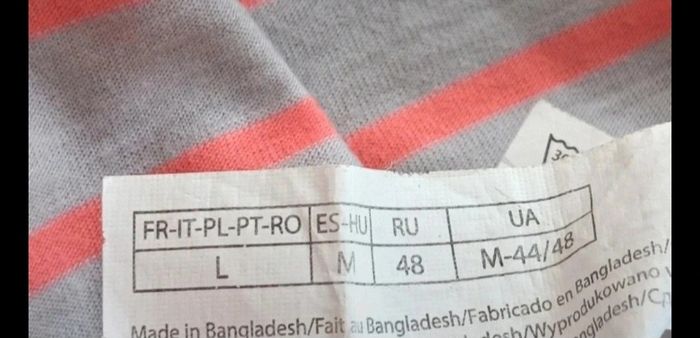 FR-IT-PL-PT-RO ES-HU RU UA
L M 48 M-44/48
Made in Bangladesh/Fait au Bangladesh/Fabricado en Bangladesh/
/Wyprodukowano